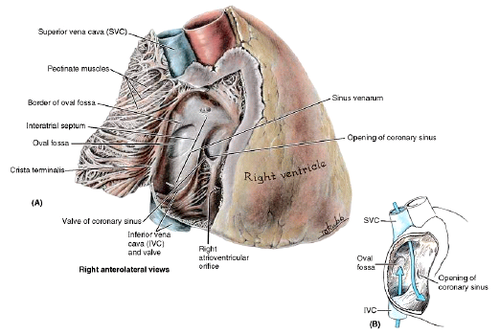 Superior vena cava (SVC)
Pectinate muscles
Border of oval fossa
Interatrial septum
Oval fossa
Crista terminalis
(A)
Sinus venarum
Opening of coronary sinus
Right ventricle
Valve of coronary sinus
Inferior vena
cava (IVC)
and valve
Right
atrioventricular
orifice
Right anterolateral views
SVC
Oval
fossa
Opening of
coronary sinus
IVC
(B)